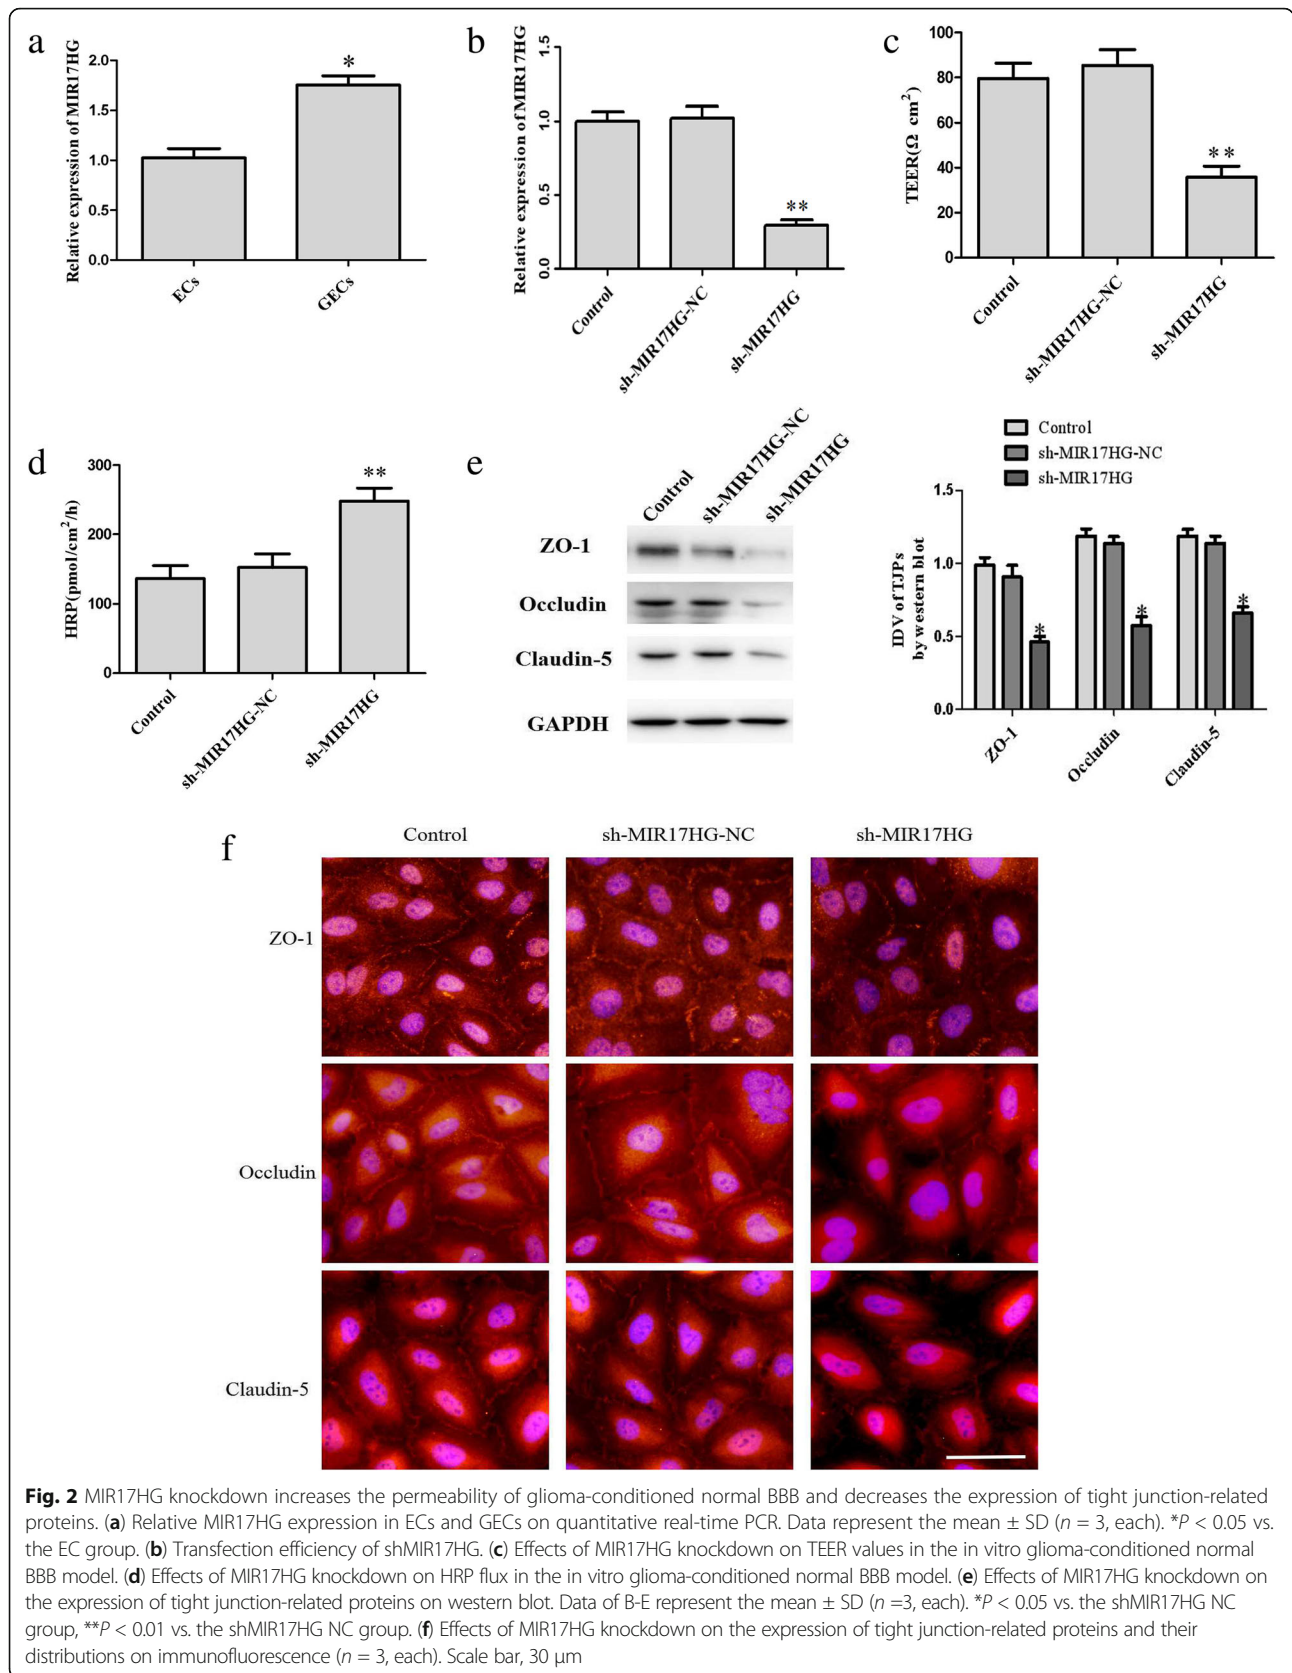 a
Relative expression of MIR17HG
2.0
1.5
1.0
0.5
0.0
*
ECs
GECs
b
Relative expression of MIR17HG
1.5
1.0
0.5
0.0
**
Control
sh-MIR17HG-NC
sh-MIR17HG
c
TEER(Ω cm²)
100
80
60
40
20
0
**
Control
sh-MIR17HG-NC
sh-MIR17HG
d
HRP(pmol/cm²/h)
300
200
100
0
**
Control
sh-MIR17HG-NC
sh-MIR17HG
e
Control
sh-MIR17HG-NC
sh-MIR17HG
ZO-1
Occludin
Claudin-5
GAPDH
Control
sh-MIR17HG-NC
sh-MIR17HG
IDV of TJPs
by western blot
1.5
1.0
0.5
0.0
*
*
*
ZO-1
Occludin
Claudin-5
f
Control
sh-MIR17HG-NC
sh-MIR17HG
ZO-1
Occludin
Claudin-5
Fig. 2 MIR17HG knockdown increases the permeability of glioma-conditioned normal BBB and decreases the expression of tight junction-related
proteins. (a) Relative MIR17HG expression in ECs and GECs on quantitative real-time PCR. Data represent the mean ± SD (n = 3, each). *P < 0.05 vs.
the EC group. (b) Transfection efficiency of shMIR17HG. (c) Effects of MIR17HG knockdown on TEER values in the in vitro glioma-conditioned normal
BBB model. (d) Effects of MIR17HG knockdown on HRP flux in the in vitro glioma-conditioned normal BBB model. (e) Effects of MIR17HG knockdown on
the expression of tight junction-related proteins on western blot. Data of B-E represent the mean ± SD (n =3, each). *P < 0.05 vs. the shMIR17HG NC
group, **P < 0.01 vs. the shMIR17HG NC group. (f) Effects of MIR17HG knockdown on the expression of tight junction-related proteins and their
distributions on immunofluorescence (n = 3, each). Scale bar, 30 μm